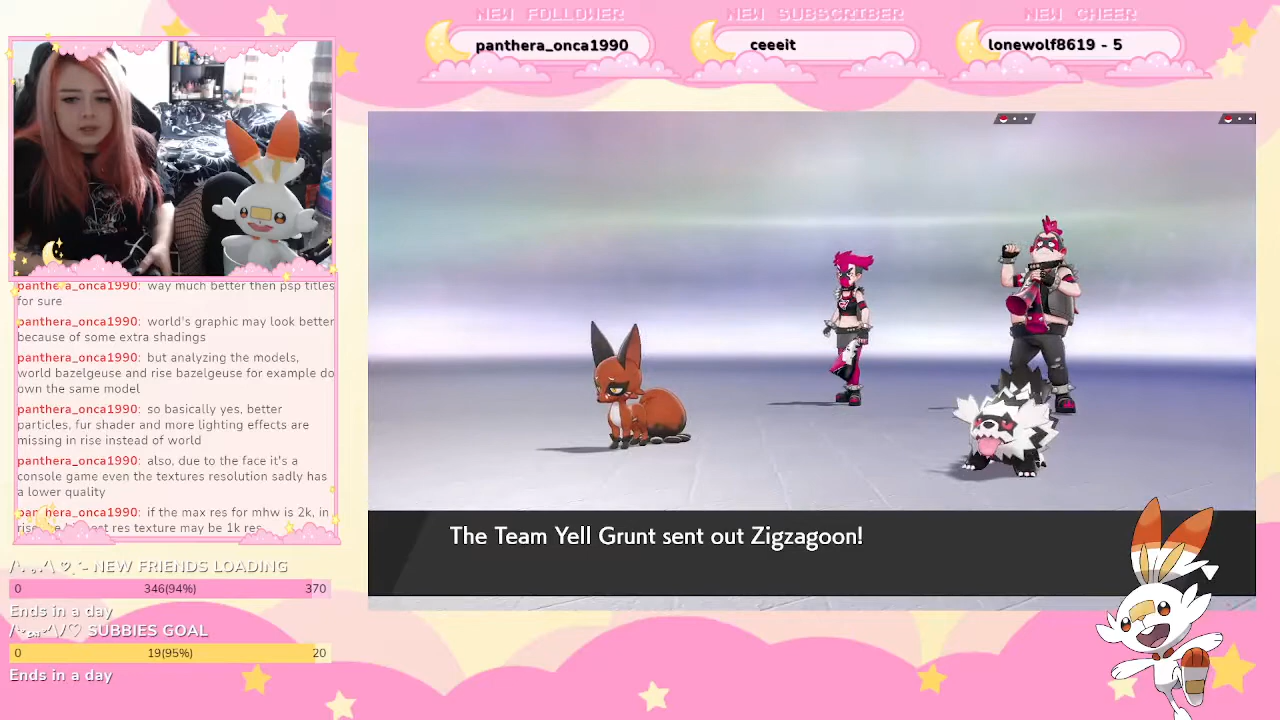 NEW FOLLOWER
panthera_onca1990
NEW SUBSCRIBER
ceeeit
NEW CHEER
lonewolf8619 - 5
panthera_onca1990: way much better then psp titles
for sure
panthera_onca1990: world's graphic may look better
because of some extra shadings
panthera_onca1990: but analyzing the models,
world bazelgeuse and rise bazelgeuse for example do
own the same model
panthera_onca1990: so basically yes, better
particles, fur shader and more lighting effects are
missing in rise instead of world
panthera_onca1990: also, due to the face it's a
console game even the textures resolution sadly has
a lower quality
panthera_onca1990: if the max res for mhw is 2k, in
res texture may be 1k res
The Team Yell Grunt sent out Zigzagoon!
NEW FRIENDS LOADING
0 346(94%) 370
Ends in a day
SUBBIES GOAL
0 19(95%) 20
Ends in a day